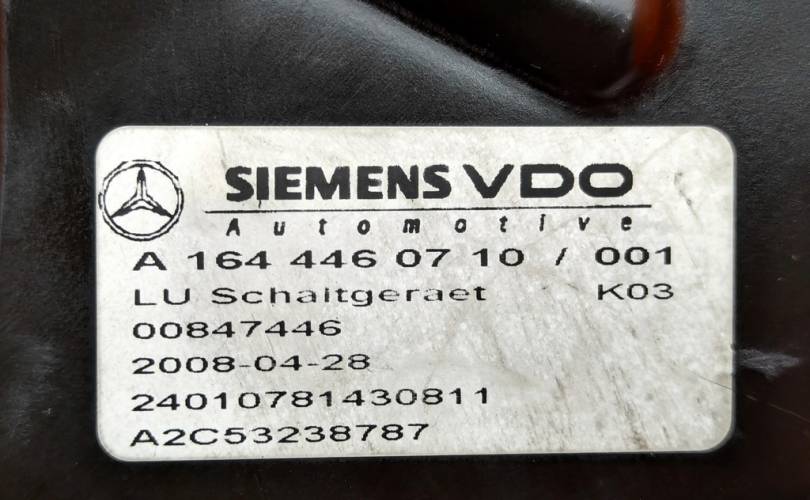 SIEMENS VDO
Automotive
A 164 446 07 10 / 001
LU Schaltgeraet K03
00847446
2008-04-28
24010781430811
A2C53238787